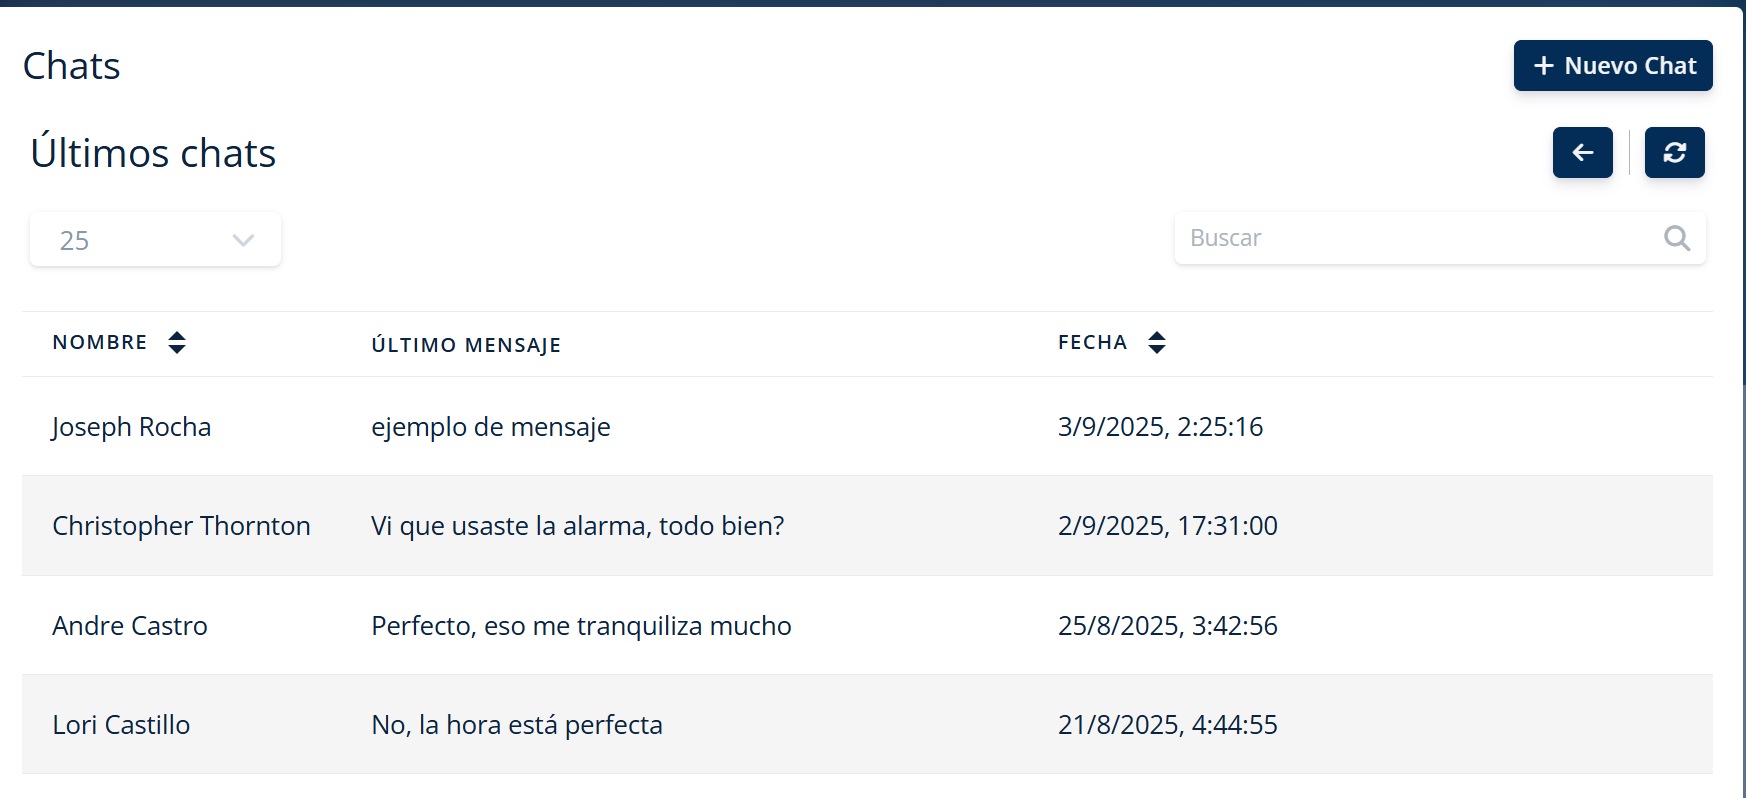 Chats
+ Nuevo Chat
Últimos chats
25
Buscar
NOMBRE ÚLTIMO MENSAJE FECHA
Joseph Rocha ejemplo de mensaje 3/9/2025, 2:25:16
Christopher Thornton Vi que usaste la alarma, todo bien? 2/9/2025, 17:31:00
Andre Castro Perfecto, eso me tranquiliza mucho 25/8/2025, 3:42:56
Lori Castillo No, la hora está perfecta 21/8/2025, 4:44:55